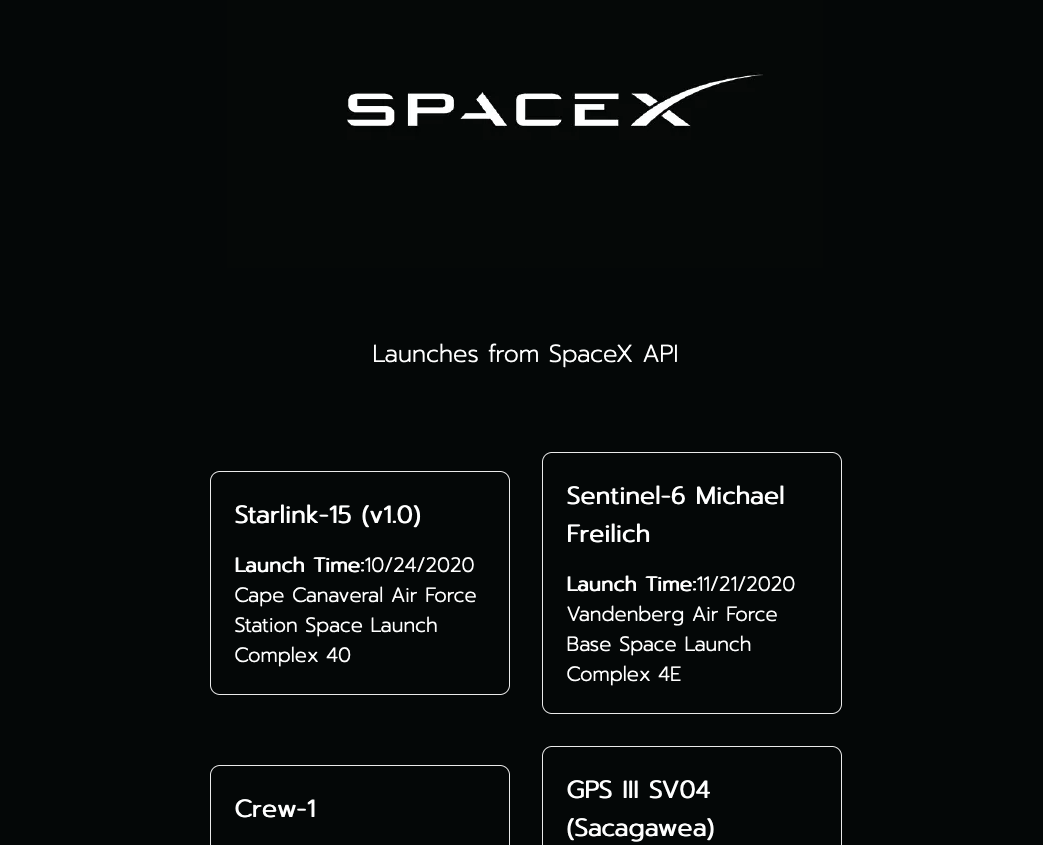 SPACEX
Launches from SpaceX API
Starlink-15 (v1.0)
Launch Time:10/24/2020
Cape Canaveral Air Force
Station Space Launch
Complex 40
Sentinel-6 Michael
Freilich
Launch Time:11/21/2020
Vandenberg Air Force
Base Space Launch
Complex 4E
Crew-1
GPS III SV04
(Sacagawea)